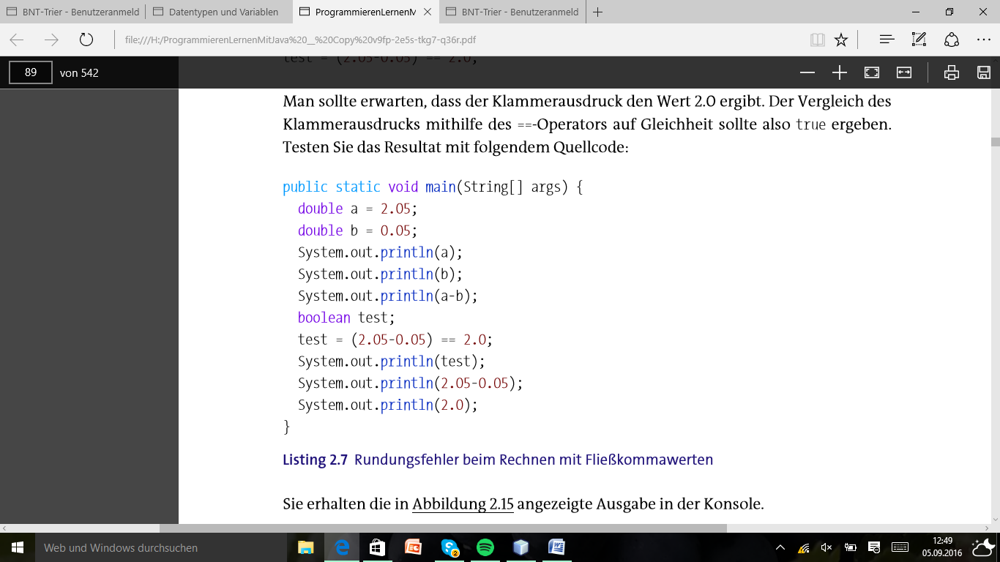 BNT-Trier - Benutzeranmeld
Datentypen und Variablen
ProgrammierenLernenM
BNT-Trier - Benutzeranmeld
file:///H:/ProgrammierenLernenMitJava%20__%20Copy%20v9fp-2e5s-tkg7-q36r.pdf
89 von 542
test = (2.05-0.05) == 2.0;
Man sollte erwarten, dass der Klammerausdruck den Wert 2.0 ergibt. Der Vergleich des
Klammerausdrucks mithilfe des ==-Operators auf Gleichheit sollte also true ergeben.
Testen Sie das Resultat mit folgendem Quellcode:
public static void main(String[] args) {
double a = 2.05;
double b = 0.05;
System.out.println(a);
System.out.println(b);
System.out.println(a-b);
boolean test;
test = (2.05-0.05) == 2.0;
System.out.println(test);
System.out.println(2.05-0.05);
System.out.println(2.0);
}
Listing 2.7 Rundungsfehler beim Rechnen mit Fließkommawerten
Sie erhalten die in Abbildung 2.15 angezeigte Ausgabe in der Konsole.
Web und Windows durchsuchen
12:49
05.09.2016